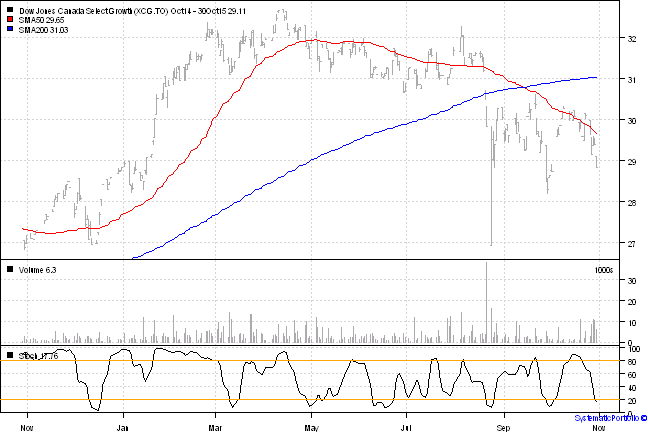 Dow Jones Canada Select Growth (XCG.TO) Oct14 - 30Oct15 29.11
SMA50 29.65
SMA200 31.03
32
31
30
29
28
27
Volume 6.3
1000s
30
20
10
0
100
80
60
40
20
0
Nov
Jan
Mar
May
Jul
Sep
Nov
SystematicPortfolio ©